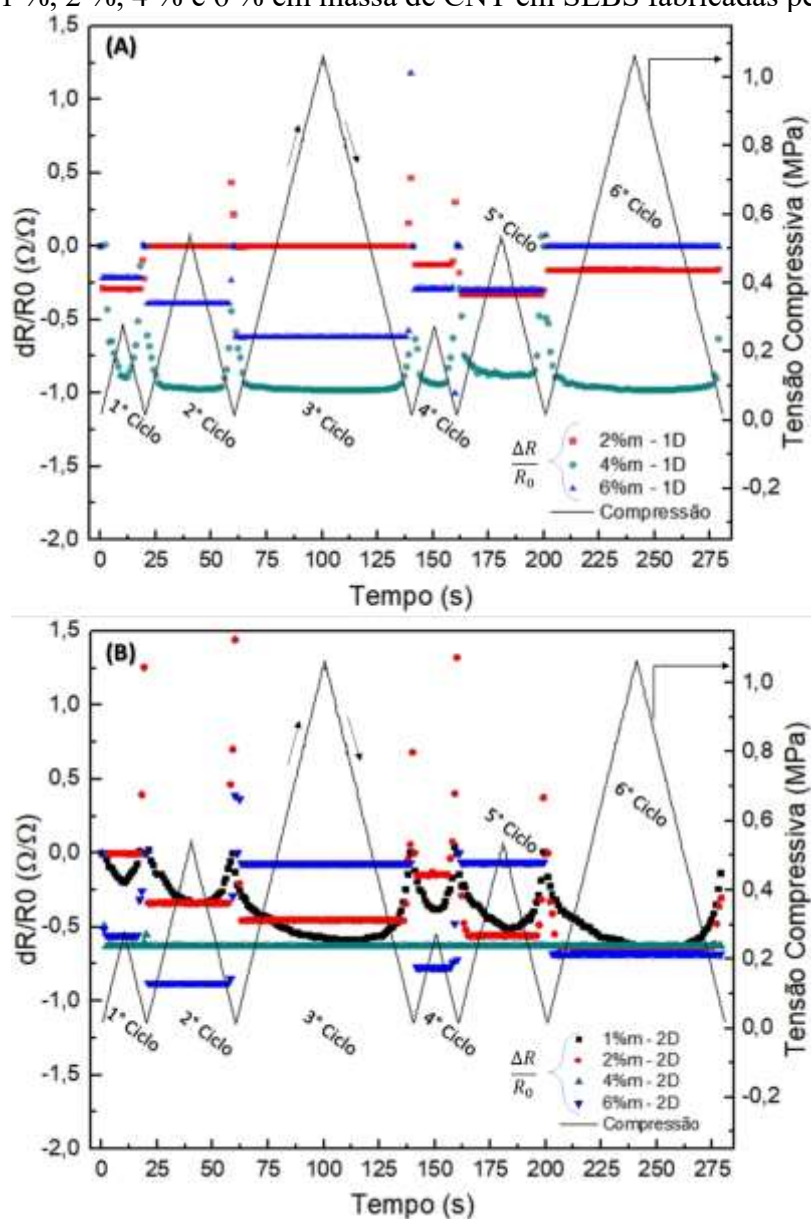 1 %, 2 %, 4 % e 6 % em massa de CNT em SEBS fabricadas pe
(A)
1,5
1,0
0,5
0,0
-0,5
-1,0
-1,5
-2,0
dR/R0 (Ω/Ω)
1,0
0,8
0,6
0,4
0,2
0,0
-0,2
Tensão Compressiva (MPa)
1° Ciclo
2° Ciclo
3° Ciclo
4° Ciclo
5° Ciclo
6° Ciclo
ΔR
R₀
2%m - 1D
4%m - 1D
6%m - 1D
Compressão
0 25 50 75 100 125 150 175 200 225 250 275
Tempo (s)
(B)
1,5
1,0
0,5
0,0
-0,5
-1,0
-1,5
-2,0
dR/R0 (Ω/Ω)
1,0
0,8
0,6
0,4
0,2
0,0
-0,2
Tensão Compressiva (MPa)
1° Ciclo
2° Ciclo
3° Ciclo
4° Ciclo
5° Ciclo
6° Ciclo
ΔR
R₀
1%m - 2D
2%m - 2D
4%m - 2D
6%m - 2D
Compressão
0 25 50 75 100 125 150 175 200 225 250 275
Tempo (s)